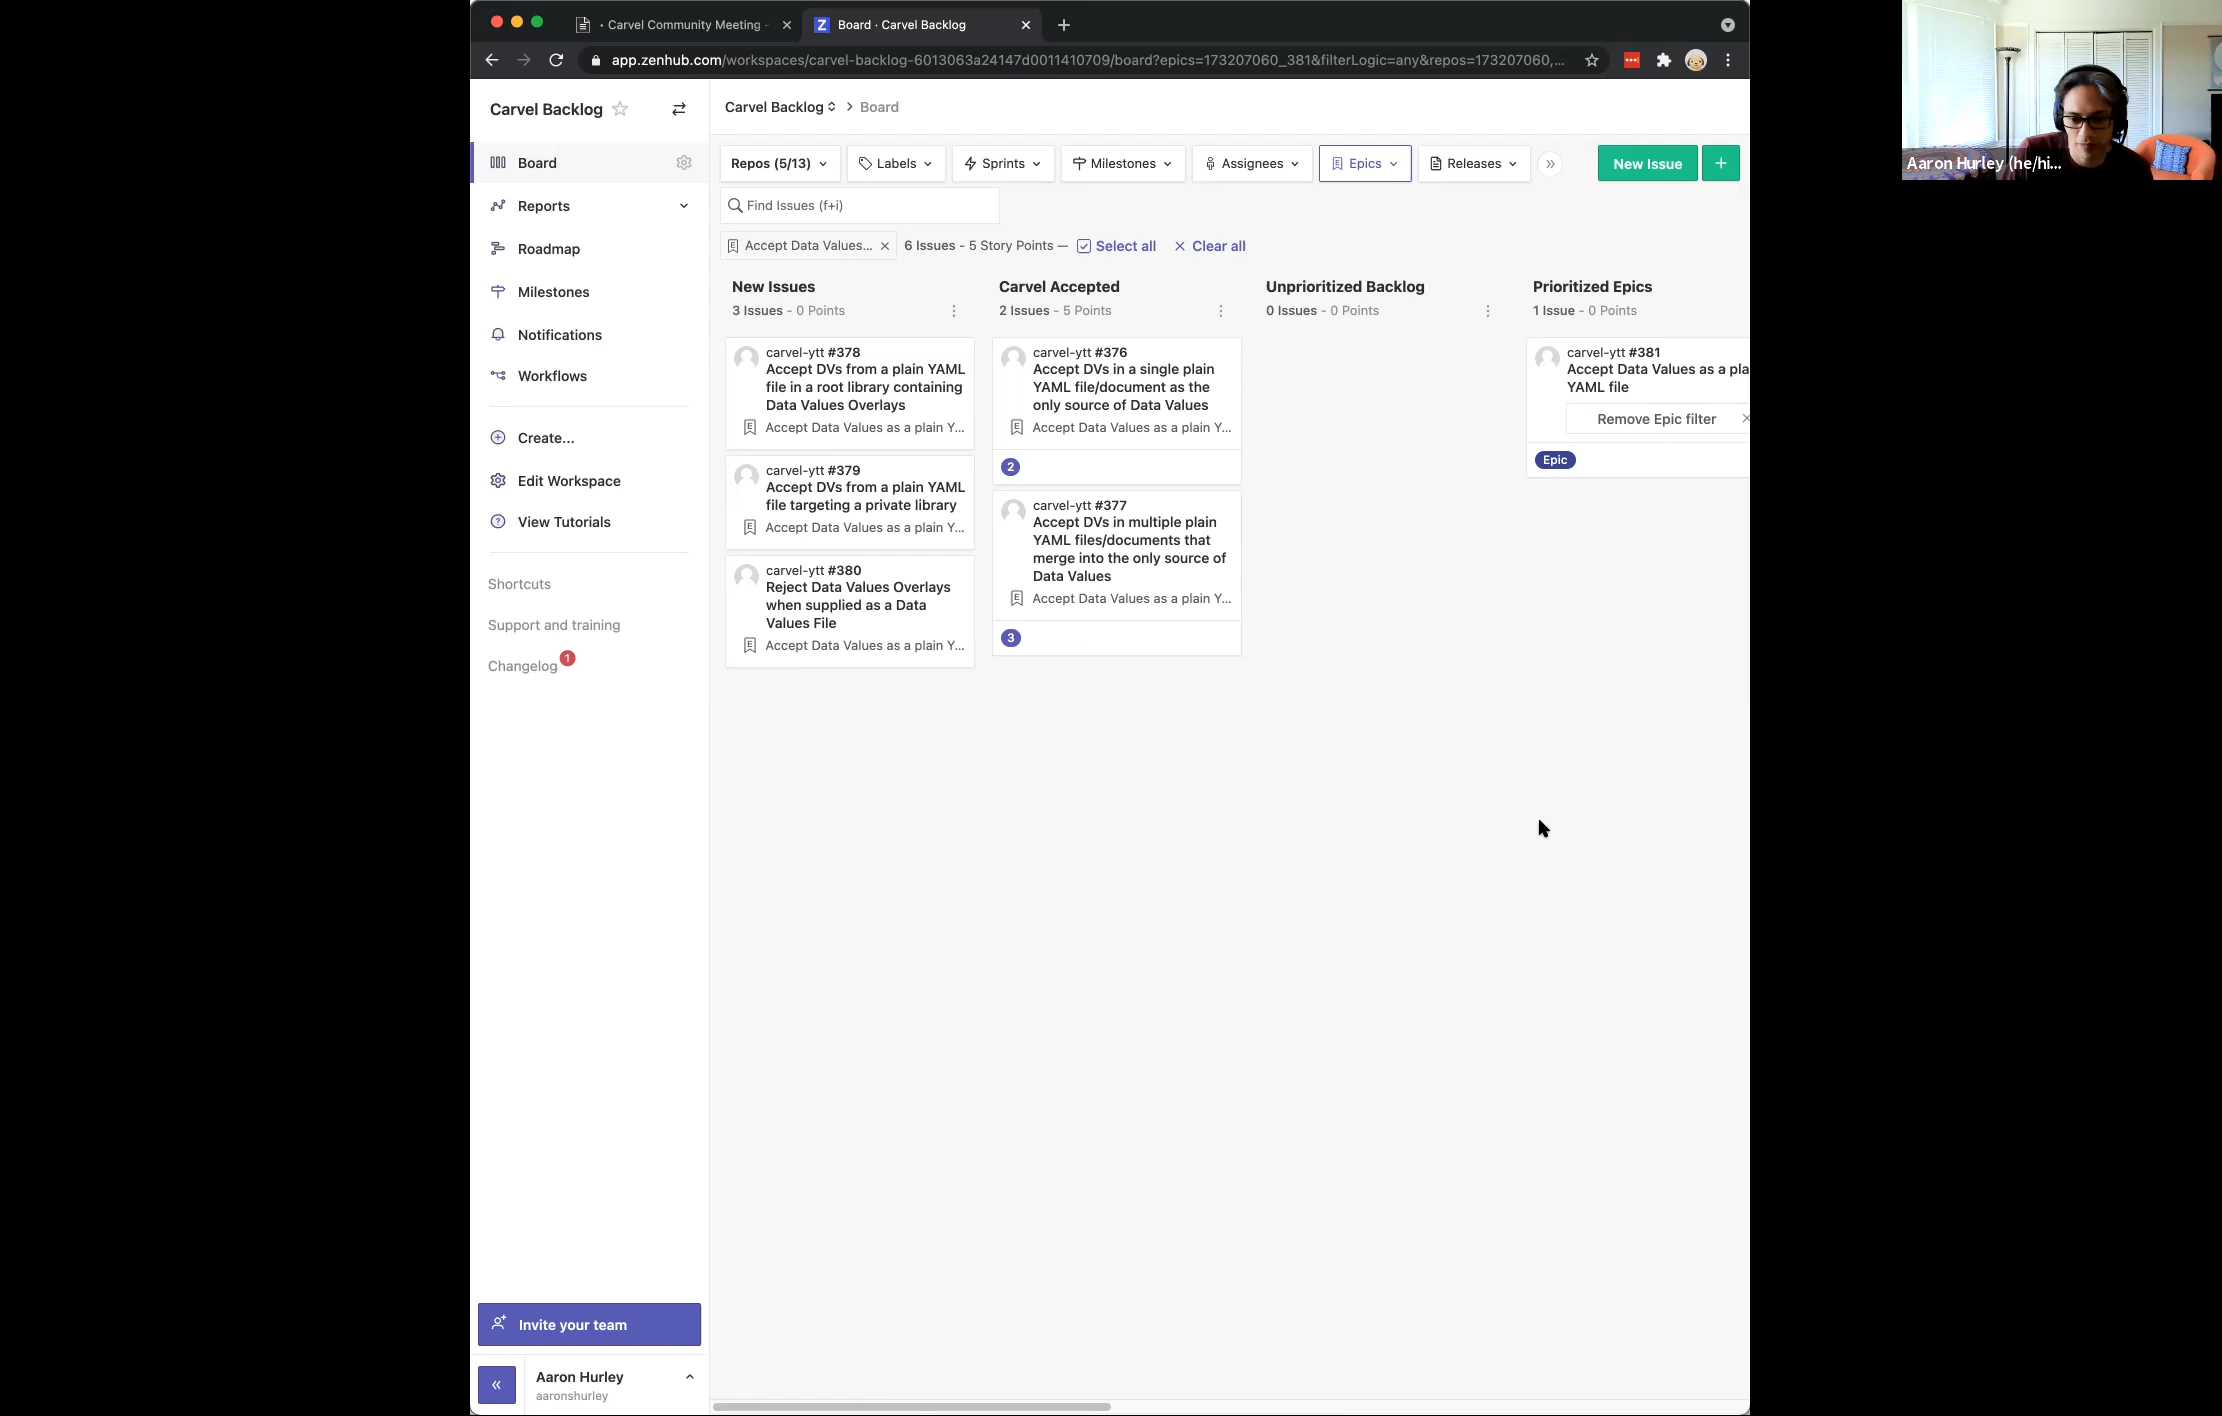 · Carvel Community Meeting -
Z Board · Carvel Backlog
app.zenhub.com/workspaces/carvel-backlog-6013063a24147d0011410709/board?epics=173207060_381&filterLogic=any&repos=173207060,...
Carvel Backlog
Board
Reports
Roadmap
Milestones
Notifications
Workflows
Create...
Edit Workspace
View Tutorials
Shortcuts
Support and training
Changelog 1
Invite your team
Aaron Hurley
aaronshurley
Carvel Backlog > Board
Repos (5/13) Labels Sprints Milestones Assignees Epics Releases » New Issue +
Find Issues (f+i)
Accept Data Values... × 6 Issues - 5 Story Points — Select all × Clear all
New Issues
3 Issues - 0 Points
carvel-ytt #378
Accept DVs from a plain YAML
file in a root library containing
Data Values Overlays
E Accept Data Values as a plain Y...
carvel-ytt #379
Accept DVs from a plain YAML
file targeting a private library
E Accept Data Values as a plain Y...
carvel-ytt #380
Reject Data Values Overlays
when supplied as a Data
Values File
E Accept Data Values as a plain Y...
Carvel Accepted
2 Issues - 5 Points
carvel-ytt #376
Accept DVs in a single plain
YAML file/document as the
only source of Data Values
E Accept Data Values as a plain Y...
2
carvel-ytt #377
Accept DVs in multiple plain
YAML files/documents that
merge into the only source of
Data Values
E Accept Data Values as a plain Y...
3
Unprioritized Backlog
0 Issues - 0 Points
Prioritized Epics
1 Issue - 0 Points
carvel-ytt #381
Accept Data Values as a pla
YAML file
Remove Epic filter ×
Epic
Aaron Hurley (he/hi...